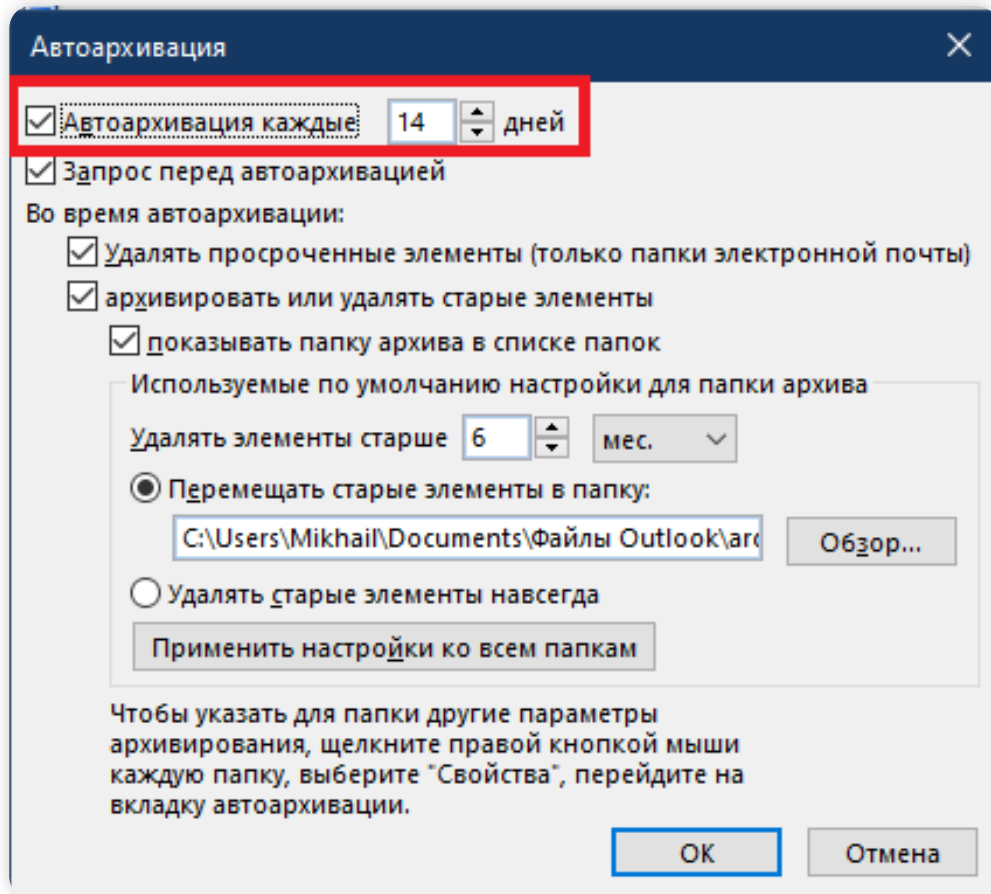 Автоархивация
Автоархивация каждые 14 дней
Запрос перед автоархивацией
Во время автоархивации:
Удалять просроченные элементы (только папки электронной почты)
архивировать или удалять старые элементы
показывать папку архива в списке папок
Используемые по умолчанию настройки для папки архива
Удалять элементы старше 6 мес.
Перемещать старые элементы в папку:
C:\Users\Mikhail\Documents\Файлы Outlook\arc Обзор...
Удалять старые элементы навсегда
Применить настройки ко всем папкам
Чтобы указать для папки другие параметры
архивирования, щелкните правой кнопкой мыши
каждую папку, выберите "Свойства", перейдите на
вкладку автоархивации.
ОК Отмена